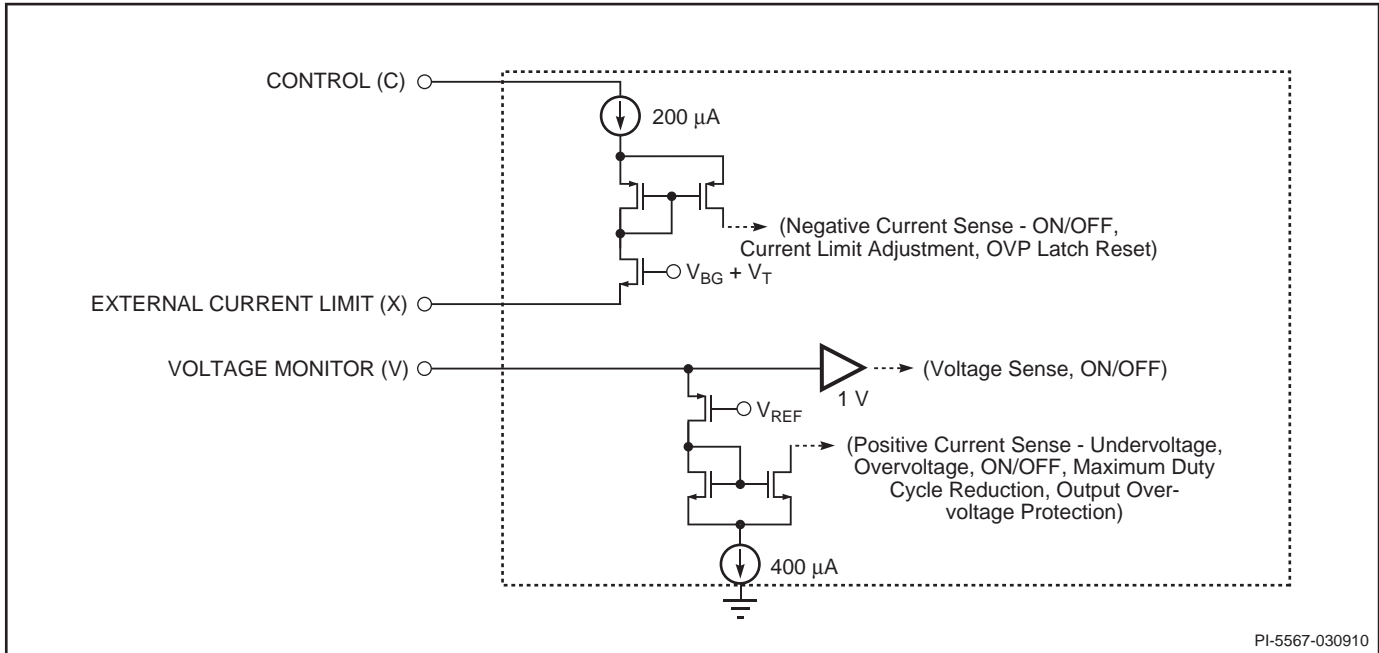 CONTROL (C)
200 μA
(Negative Current Sense - ON/OFF,
Current Limit Adjustment, OVP Latch Reset)
VBG + VT
EXTERNAL CURRENT LIMIT (X)
VOLTAGE MONITOR (V)
(Voltage Sense, ON/OFF)
1 V
VREF
(Positive Current Sense - Undervoltage,
Overvoltage, ON/OFF, Maximum Duty
Cycle Reduction, Output Over-
voltage Protection)
400 μA
PI-5567-030910